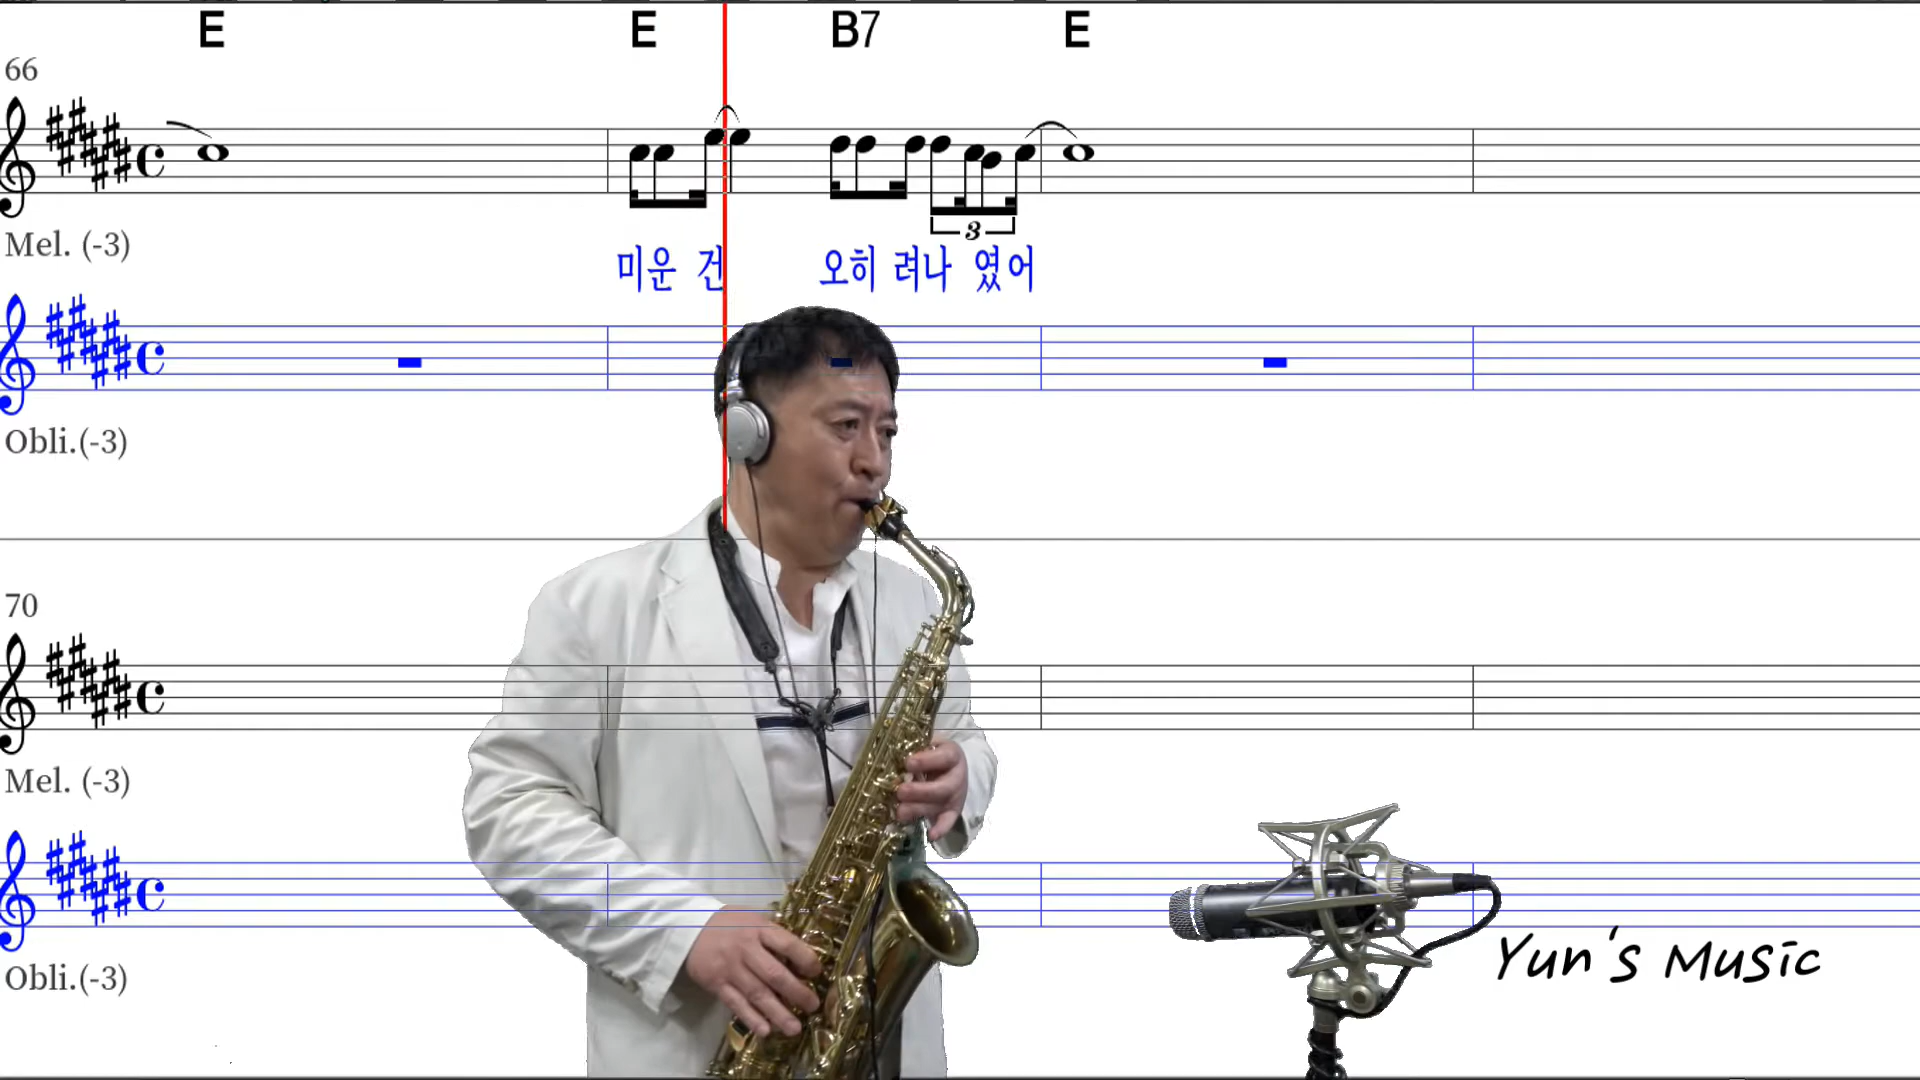 E E B7 E
66
Mel. (-3)
미운 건 오히 려나 였어
3
Obli.(-3)
70
Mel. (-3)
Obli.(-3)
Yun's Music